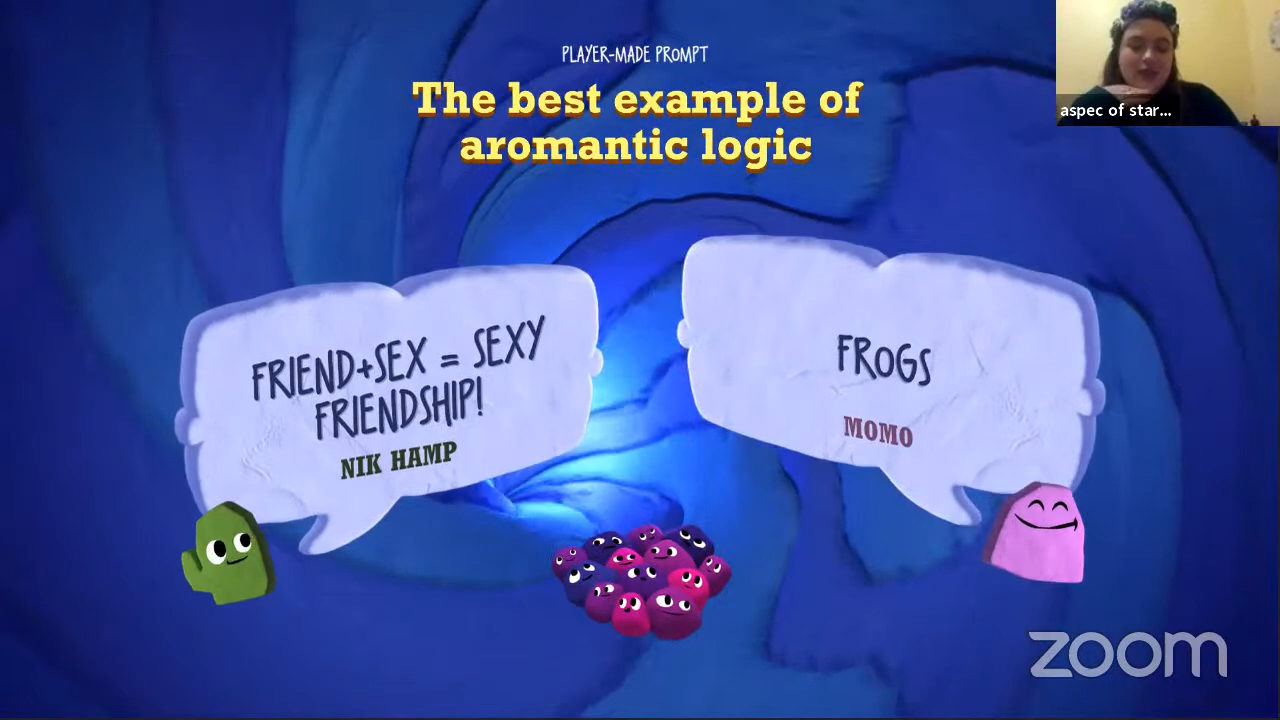 PLAYER-MADE PROMPT
The best example of
aromantic logic
aspec of star...
FRIEND+SEX = SEXY
FRIENDSHIP!
NIK HAMP
FROGS
MOMO
zoom